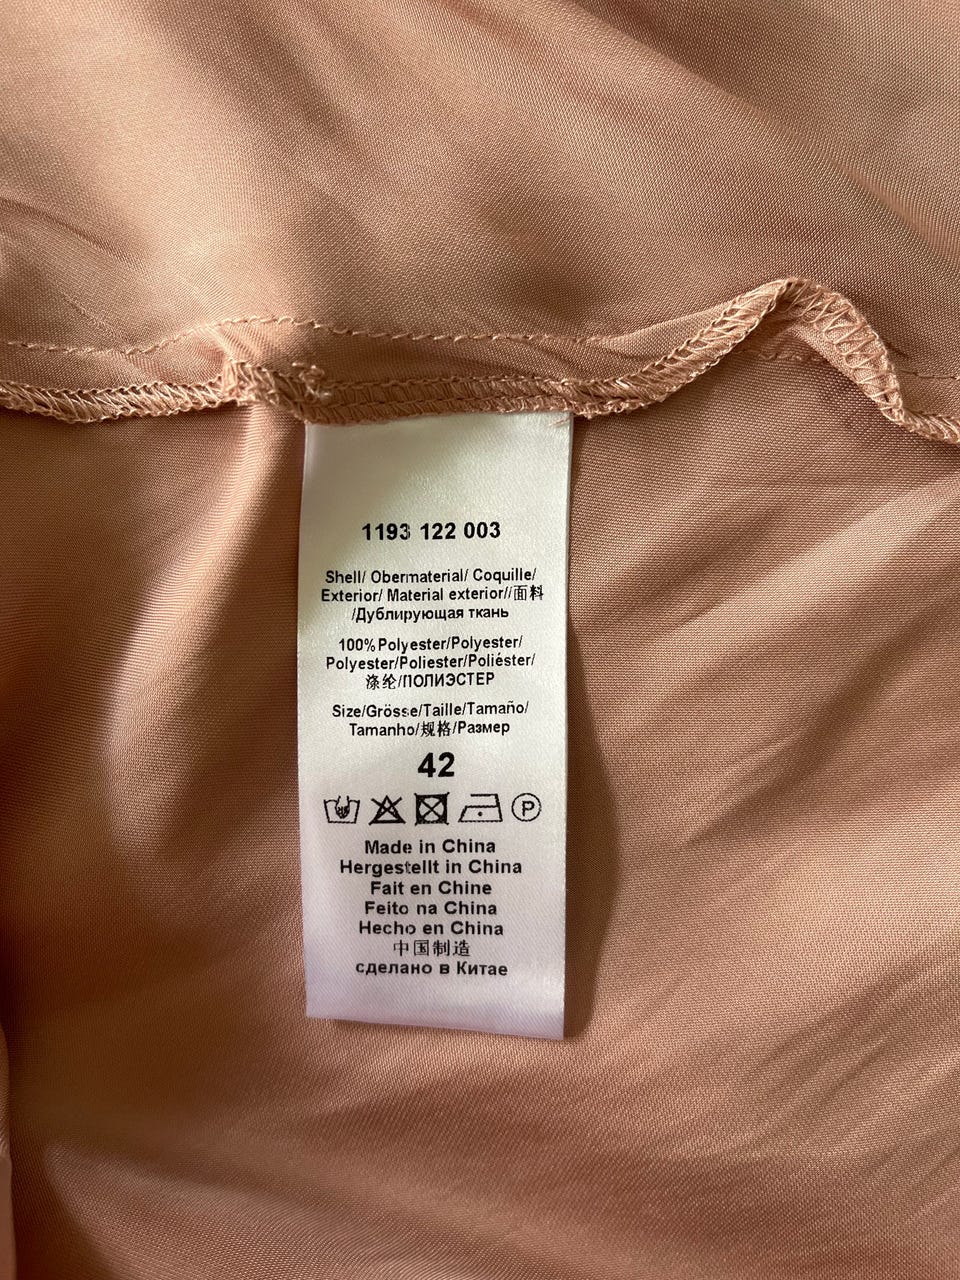 1193 122 003
Shell/ Obermaterial/ Coquille/
Exterior/ Material exterior//面料
/Дублирующая ткань
100%Polyester/Polyester/
Polyester/Poliester/Poliéster/
涤纶/ПОЛИЭСТЕР
Size/Grösse/Taille/Tamaño/
Tamanho/规格/Размер
42
P
Made in China
Hergestellt in China
Fait en Chine
Feito na China
Hecho en China
中国制造
сделано в Китае